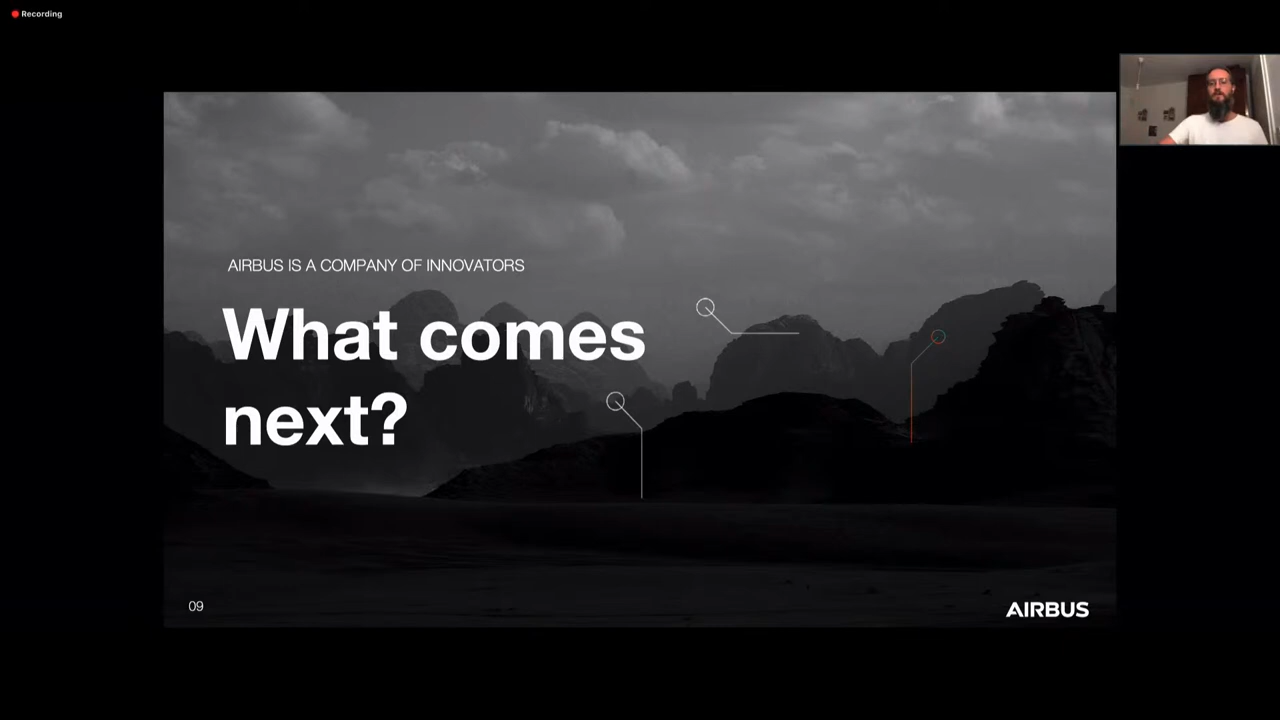 Recording
AIRBUS IS A COMPANY OF INNOVATORS
What comes
next?
09
AIRBUS